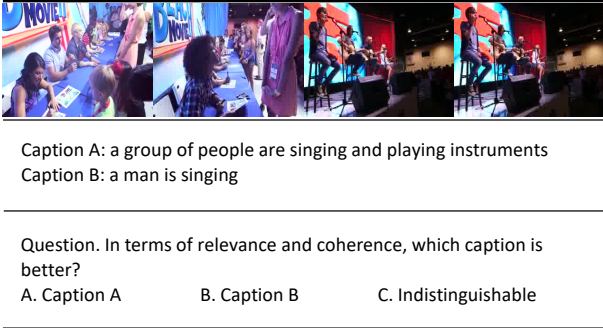 MOVIE!
BEACH
MOVIE
Caption A: a group of people are singing and playing instruments
Caption B: a man is singing
Question. In terms of relevance and coherence, which caption is
better?
A. Caption A B. Caption B C. Indistinguishable